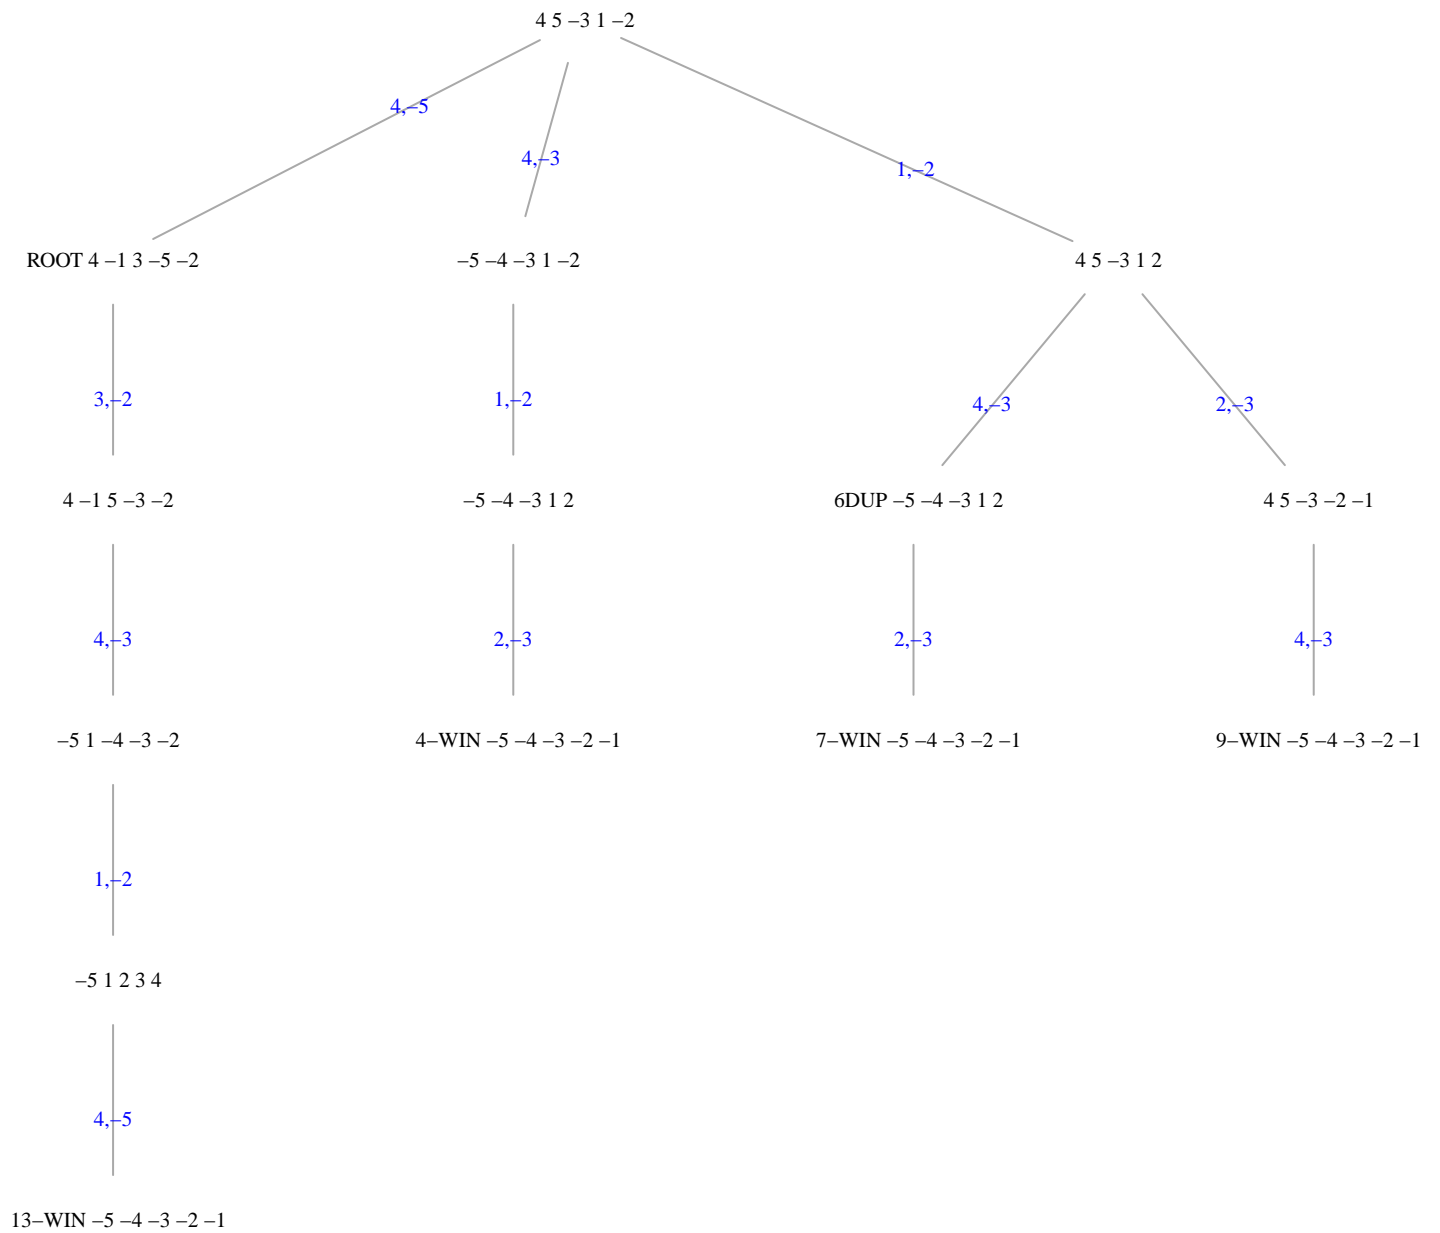 4 5 –3 1 –2
4,–5
4,–3
1,–2
ROOT 4 –1 3 –5 –2
–5 –4 –3 1 –2
4 5 –3 1 2
3,–2
1,–2
4,–3
2,–3
4 –1 5 –3 –2
–5 –4 –3 1 2
6DUP –5 –4 –3 1 2
4 5 –3 –2 –1
4,–3
2,–3
2,–3
4,–3
–5 1 –4 –3 –2
4–WIN –5 –4 –3 –2 –1
7–WIN –5 –4 –3 –2 –1
9–WIN –5 –4 –3 –2 –1
1,–2
–5 1 2 3 4
4,–5
13–WIN –5 –4 –3 –2 –1